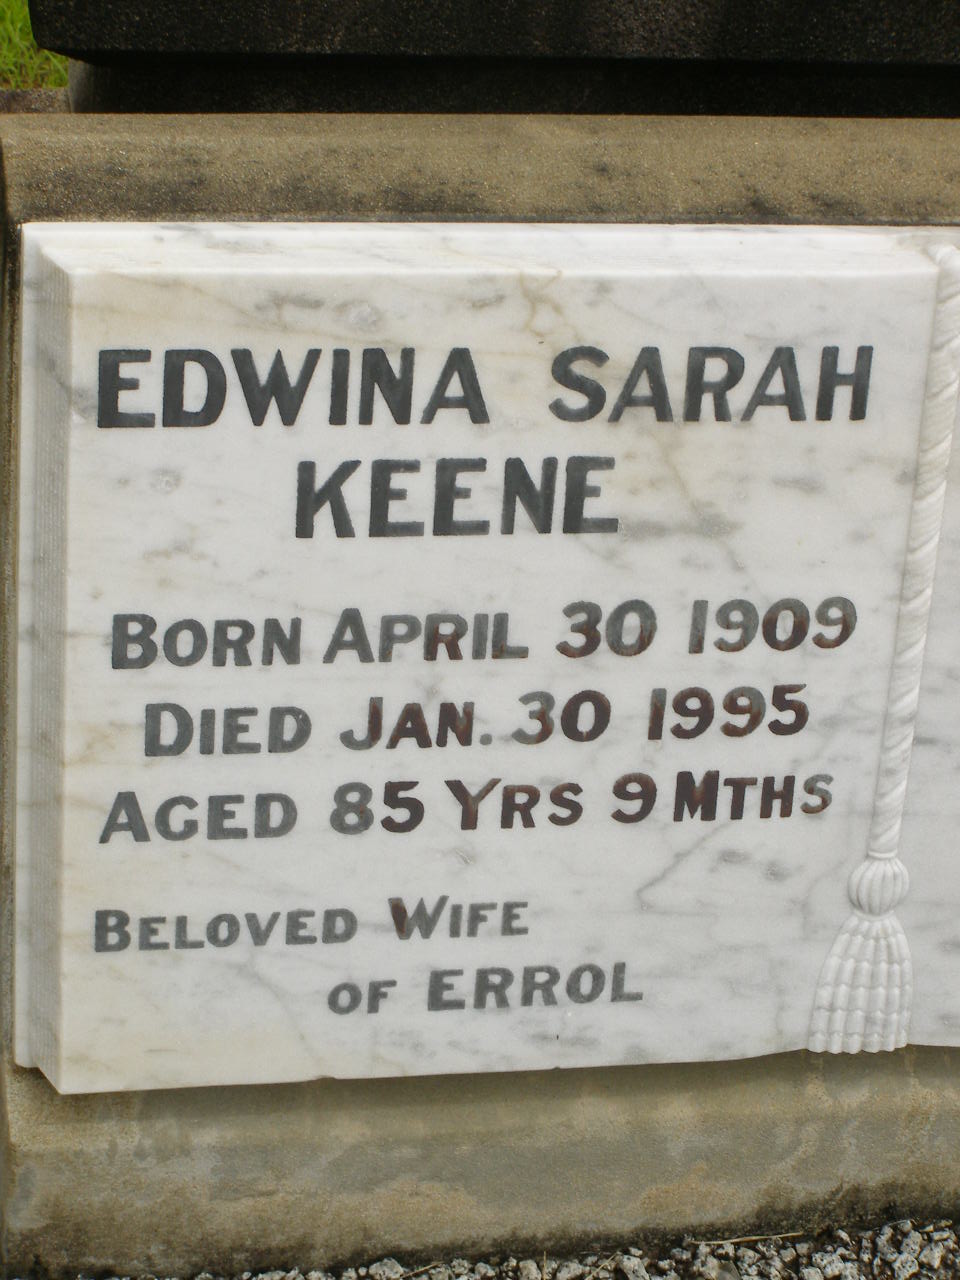 EDWINA SARAH
KEENE
BORN APRIL 30 1909
DIED JAN. 30 1995
AGED 85 YRS 9 MTHS
BELOVED WIFE
OF ERROL